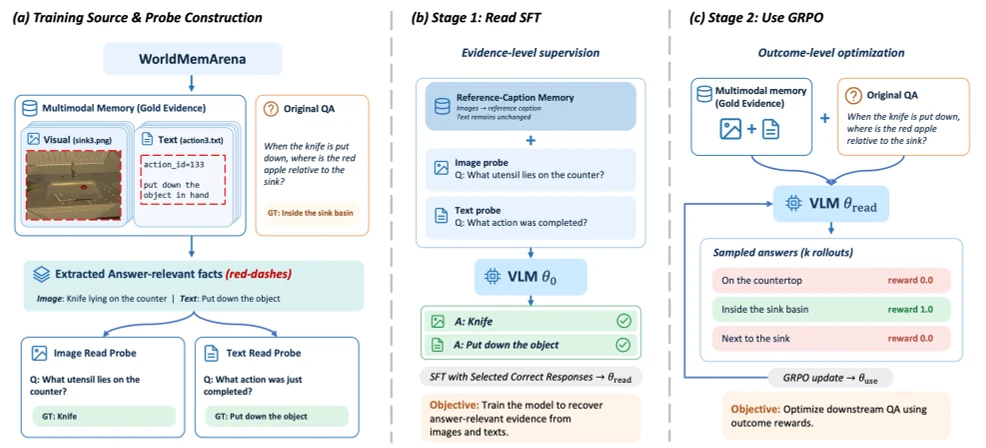 (a) Training Source & Probe Construction
WorldMemArena
Multimodal Memory (Gold Evidence)
Visual (sink3.png)
Text (action3.txt)
action_id=133
put down the
object in hand
Original QA
When the knife is put
down, where is the red
apple relative to the
sink?
GT: Inside the sink basin
Extracted Answer-relevant facts (red-dashes)
Image: Knife lying on the counter | Text: Put down the object
Image Read Probe
Q: What utensil lies on the
counter?
GT: Knife
Text Read Probe
Q: What action was just
completed?
GT: Put down the object
(b) Stage 1: Read SFT
Evidence-level supervision
Reference-Caption Memory
Images → reference caption
Text remains unchanged
+
Image probe
Q: What utensil lies on the counter?
Text probe
Q: What action was completed?
VLM θ0
A: Knife
A: Put down the object
SFT with Selected Correct Responses → θread
Objective: Train the model to recover
answer-relevant evidence from
images and texts.
(c) Stage 2: Use GRPO
Outcome-level optimization
Multimodal memory
(Gold Evidence)
+
+
Original QA
When the knife is put down,
where is the red apple
relative to the sink?
VLM θread
Sampled answers (k rollouts)
On the countertop reward 0.0
Inside the sink basin reward 1.0
Next to the sink reward 0.0
GRPO update → θuse
Objective: Optimize downstream QA using
outcome rewards.